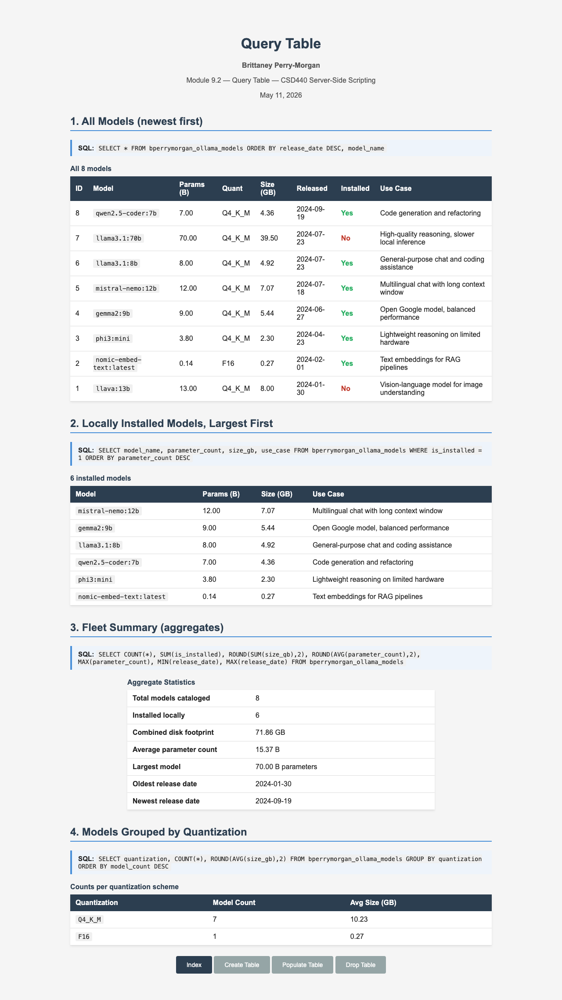 Query Table
Brittaney Perry-Morgan
Module 9.2 — Query Table — CSD440 Server-Side Scripting
May 11, 2026
1. All Models (newest first)
SQL: SELECT * FROM bperrymorgan_ollama_models ORDER BY release_date DESC, model_name
All 8 models
ID Model Params (B) Quant Size (GB) Released Installed Use Case
8 qwen2.5-coder:7b 7.00 Q4_K_M 4.36 2024-09-19 Yes Code generation and refactoring
7 llama3.1:70b 70.00 Q4_K_M 39.50 2024-07-23 No High-quality reasoning, slower local inference
6 llama3.1:8b 8.00 Q4_K_M 4.92 2024-07-23 Yes General-purpose chat and coding assistance
5 mistral-nemo:12b 12.00 Q4_K_M 7.07 2024-07-18 Yes Multilingual chat with long context window
4 gemma2:9b 9.00 Q4_K_M 5.44 2024-06-27 Yes Open Google model, balanced performance
3 phi3:mini 3.80 Q4_K_M 2.30 2024-04-23 Yes Lightweight reasoning on limited hardware
2 nomic-embed-text:latest 0.14 F16 0.27 2024-02-01 Yes Text embeddings for RAG pipelines
1 llava:13b 13.00 Q4_K_M 8.00 2024-01-30 No Vision-language model for image understanding
2. Locally Installed Models, Largest First
SQL: SELECT model_name, parameter_count, size_gb, use_case FROM bperrymorgan_ollama_models WHERE is_installed =
1 ORDER BY parameter_count DESC
6 installed models
Model Params (B) Size (GB) Use Case
mistral-nemo:12b 12.00 7.07 Multilingual chat with long context window
gemma2:9b 9.00 5.44 Open Google model, balanced performance
llama3.1:8b 8.00 4.92 General-purpose chat and coding assistance
qwen2.5-coder:7b 7.00 4.36 Code generation and refactoring
phi3:mini 3.80 2.30 Lightweight reasoning on limited hardware
nomic-embed-text:latest 0.14 0.27 Text embeddings for RAG pipelines
3. Fleet Summary (aggregates)
SQL: SELECT COUNT(*), SUM(is_installed), ROUND(SUM(size_gb),2), ROUND(AVG(parameter_count),2),
MAX(parameter_count), MIN(release_date), MAX(release_date) FROM bperrymorgan_ollama_models
Aggregate Statistics
Total models cataloged 8
Installed locally 6
Combined disk footprint 71.86 GB
Average parameter count 15.37 B
Largest model 70.00 B parameters
Oldest release date 2024-01-30
Newest release date 2024-09-19
4. Models Grouped by Quantization
SQL: SELECT quantization, COUNT(*), ROUND(AVG(size_gb),2) FROM bperrymorgan_ollama_models GROUP BY quantization
ORDER BY model_count DESC
Counts per quantization scheme
Quantization Model Count Avg Size (GB)
Q4_K_M 7 10.23
F16 1 0.27
Index Create Table Populate Table Drop Table